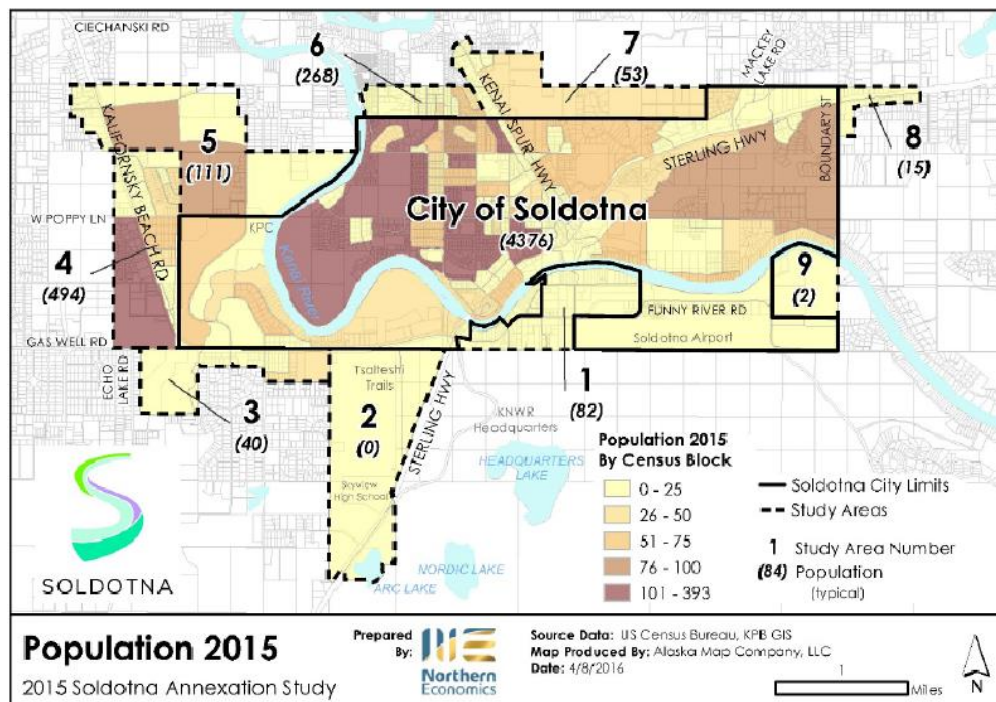 CIECHANSKI RD
6
(268)
7
(53)
MACKEY
LAKE RD
KENAI SPUR HWY
KALIFORNSKY BEACH RD
5
(111)
STERLING HWY
BOUNDARY ST
8
(15)
W POPPY LN
KPC
City of Soldotna
(4376)
Kenai River
4
(494)
9
(2)
FUNNY RIVER RD
GAS WELL RD
Soldotna Airport
ECHO
LAKE RD
Tsalteshi
Trails
1
(82)
3
(40)
2
(0)
STERLING HWY
KNWR
Headquarters
HEADQUARTERS
LAKE
Skyview
High School
NORDIC LAKE
ARC LAKE
SOLDOTNA
Population 2015
By Census Block
0 - 25
26 - 50
51 - 75
76 - 100
101 - 393
Soldotna City Limits
Study Areas
1 Study Area Number
(84) Population
(typical)
Population 2015
2015 Soldotna Annexation Study
Prepared
By:
NE
Northern
Economics
Source Data: US Census Bureau, KPB GIS
Map Produced By: Alaska Map Company, LLC
Date: 4/8/2016
1
Miles
N